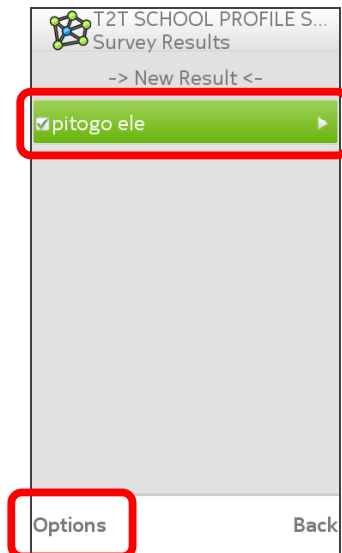 T2T SCHOOL PROFILE S...
Survey Results
-> New Result <-
pitogo ele
Options Back